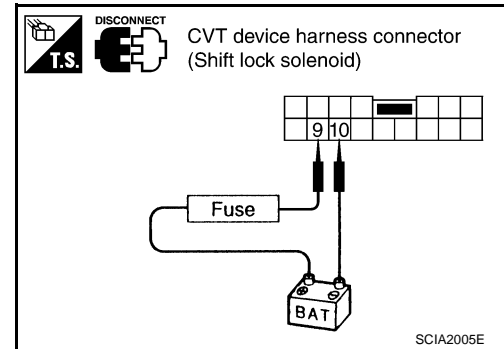 DISCONNECT
T.S.
CVT device harness connector
(Shift lock solenoid)
9 10
Fuse
+ -
BAT
SCIA2005E